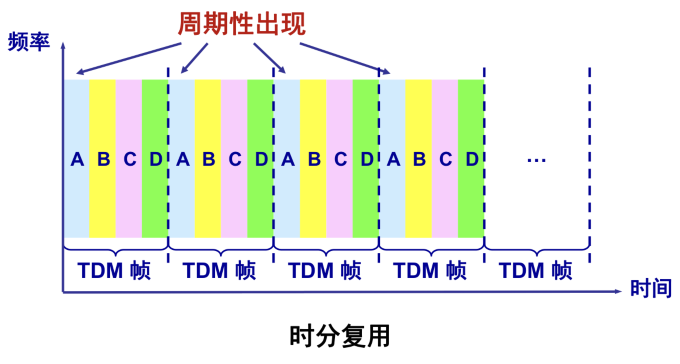 周期性出现
频率
A B C D A B C D A B C D A B C D ...
TDM 帧 TDM 帧 TDM 帧 TDM 帧 TDM 帧
时间
时分复用